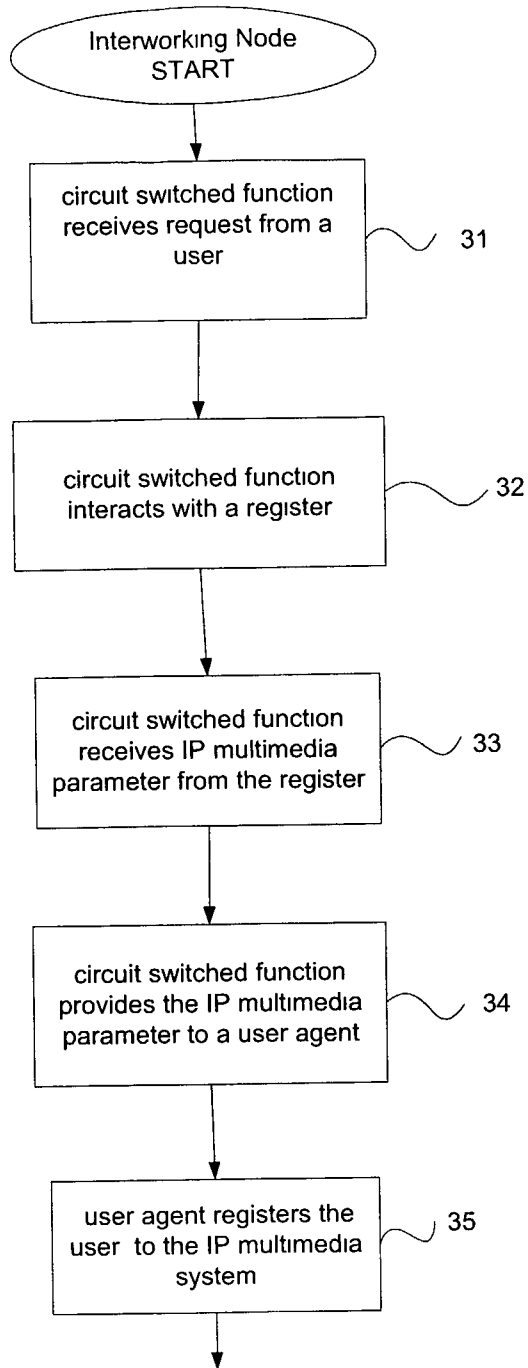 Interworking Node
START
circuit switched function
receives request from a
user
31
circuit switched function
interacts with a register
32
circuit switched function
receives IP multimedia
parameter from the register
33
circuit switched function
provides the IP multimedia
parameter to a user agent
34
user agent registers the
user to the IP multimedia
system
35